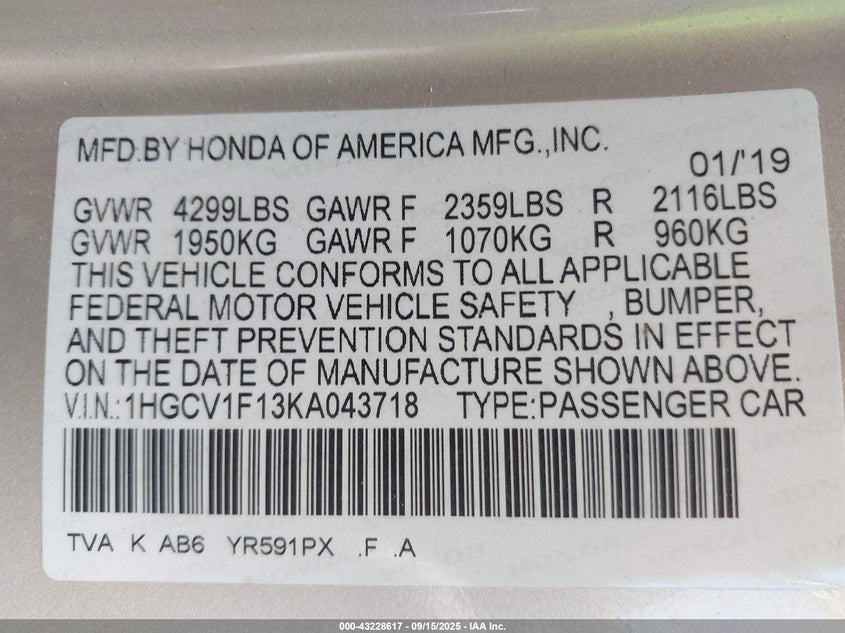 MFD.BY HONDA OF AMERICA MFG.,INC.
01/'19
GVWR 4299LBS GAWR F 2359LBS R 2116LBS
GVWR 1950KG GAWR F 1070KG R 960KG
THIS VEHICLE CONFORMS TO ALL APPLICABLE
FEDERAL MOTOR VEHICLE SAFETY , BUMPER,
AND THEFT PREVENTION STANDARDS IN EFFECT
ON THE DATE OF MANUFACTURE SHOWN ABOVE.
V.I.N.:1HGCV1F13KA043718 TYPE:PASSENGER CAR
TVA K AB6 YR591PX .F .A
000-43228617 - 09/15/2025 - IAA Inc.